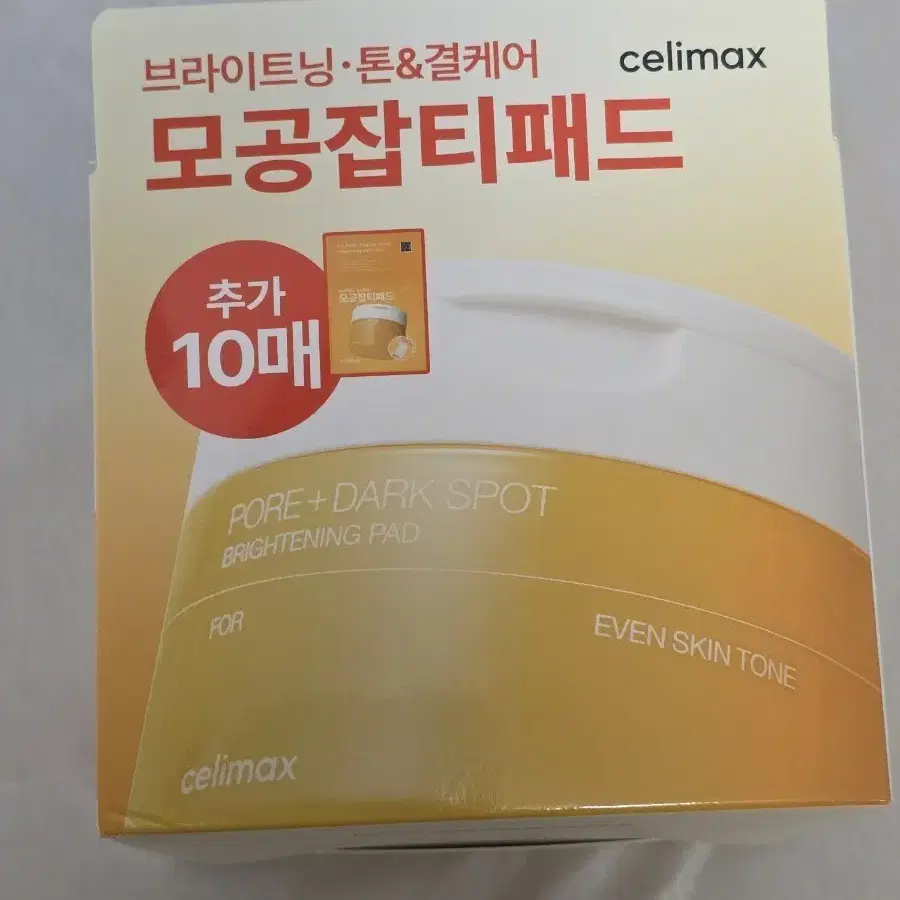 브라이트닝·톤&결케어
celimax
모공잡티패드
추가
10매
모공잡티패드
PORE + DARK SPOT
BRIGHTENING PAD
FOR
EVEN SKIN TONE
celimax